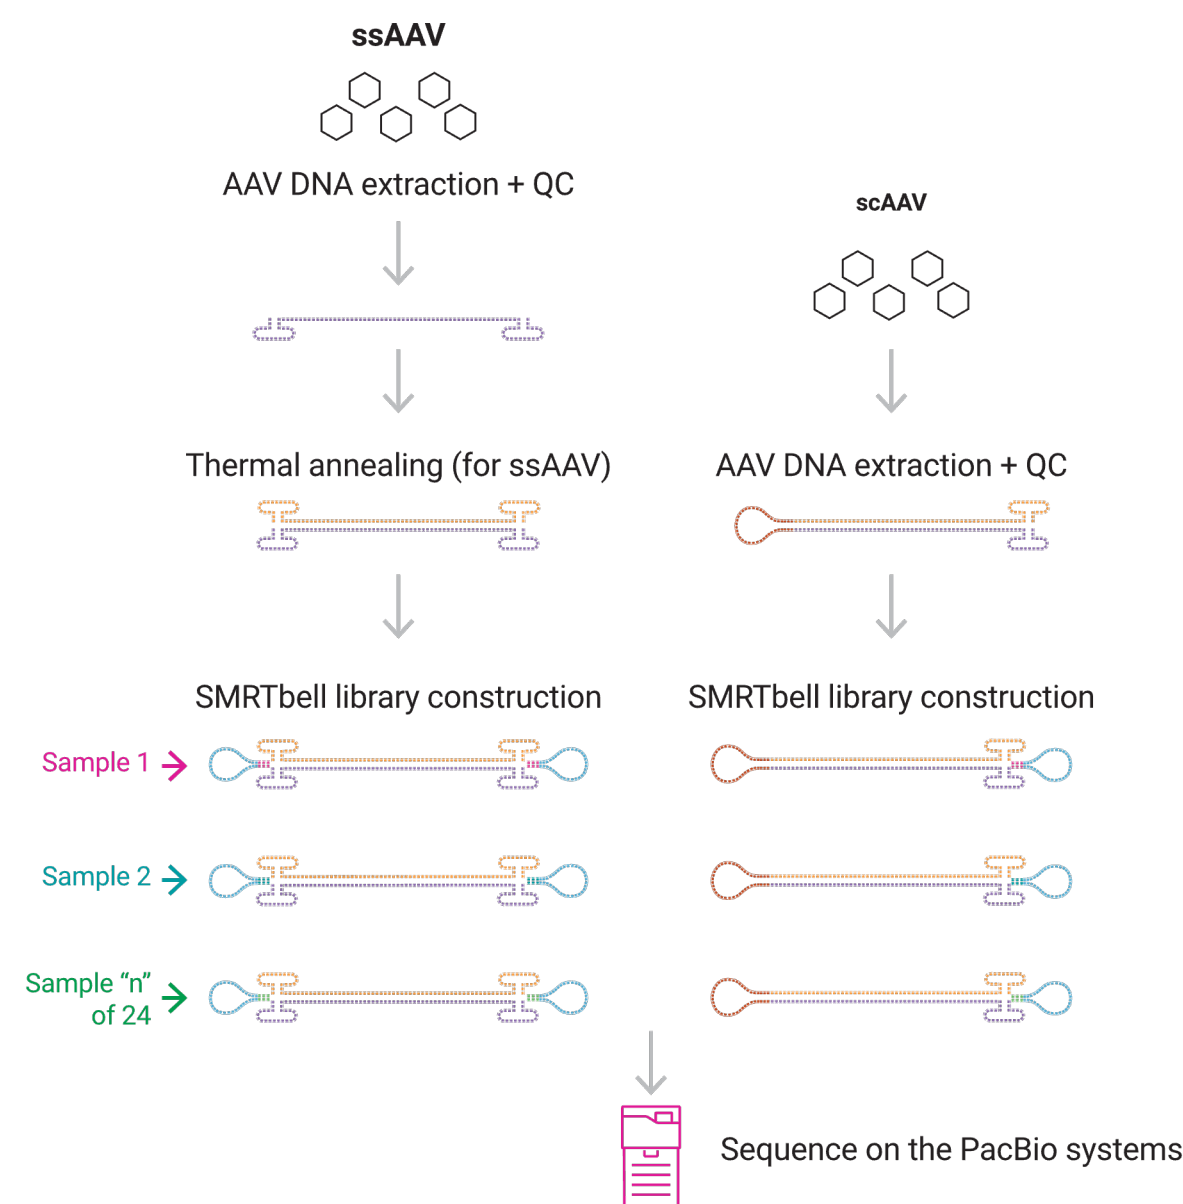 ssAAV
AAV DNA extraction + QC
scAAV
Thermal annealing (for ssAAV)
AAV DNA extraction + QC
SMRTbell library construction
SMRTbell library construction
Sample 1
Sample 2
Sample “n”
of 24
Sequence on the PacBio systems